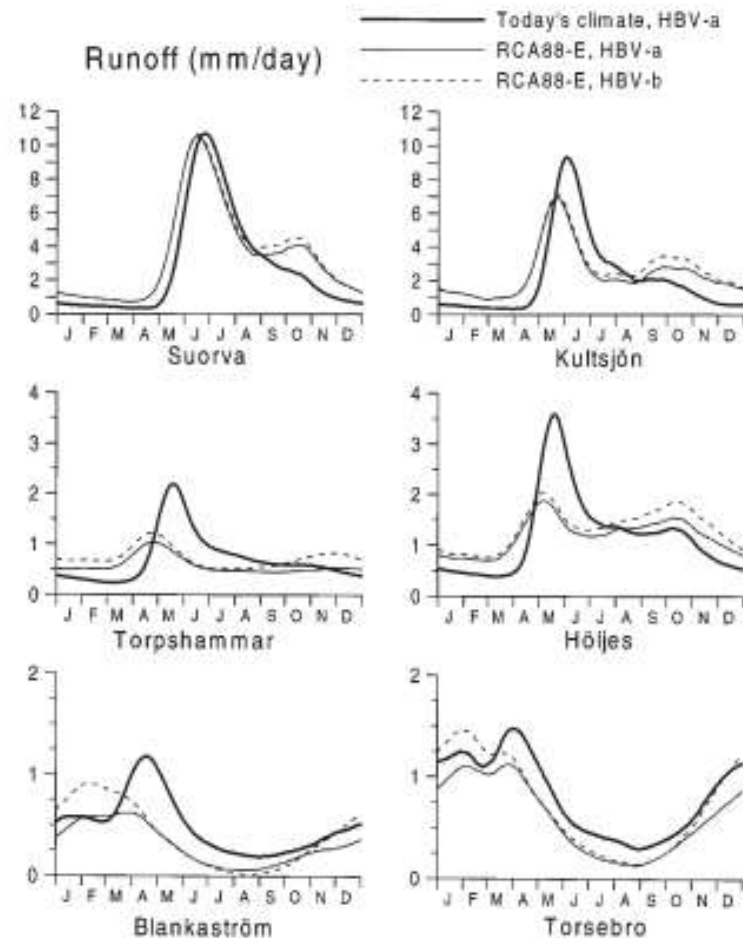 Runoff (mm/day)
Today's climate, HBV-a
RCA88-E, HBV-a
RCA88-E, HBV-b
12
10
8
6
4
2
0
J F M A M J J A S O N D
Suorva
12
10
8
6
4
2
0
J F M A M J J A S O N D
Kultsjön
4
3
2
1
0
J F M A M J J A S O N D
Torpshammar
4
3
2
1
0
J F M A M J J A S O N D
Höljes
2
1
0
J F M A M J J A S O N D
Blankaström
2
1
0
J F M A M J J A S O N D
Torsebro